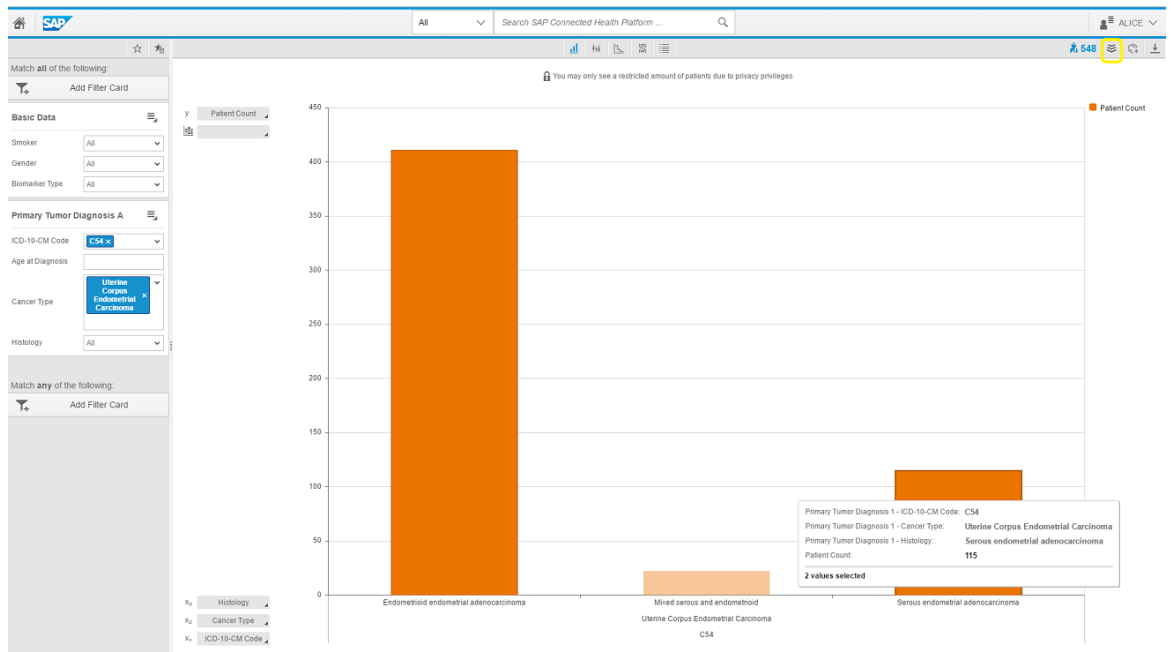 SAP
All
Search SAP Connected Health Platform ...
ALICE
548
Match all of the following:
Add Filter Card
Basic Data
Smoker
All
Gender
All
Biomarker Type
All
Primary Tumor Diagnosis A
ICD-10-CM Code
C54 ×
Age at Diagnosis
Cancer Type
Uterine
Corpus
Endometrial
Carcinoma
×
Histology
All
Match any of the following:
Add Filter Card
You may only see a restricted amount of patients due to privacy privileges.
y Patient Count
450
400
350
300
250
200
150
100
50
0
Patient Count
Primary Tumor Diagnosis 1 - ICD-10-CM Code: C54
Primary Tumor Diagnosis 1 - Cancer Type: Uterine Corpus Endometrial Carcinoma
Primary Tumor Diagnosis 1 - Histology: Serous endometrial adenocarcinoma
Patient Count: 115
2 values selected
X₃ Histology
Endometrioid endometrial adenocarcinoma
Mixed serous and endometrioid
Serous endometrial adenocarcinoma
X₂ Cancer Type
Uterine Corpus Endometrial Carcinoma
X₁ ICD-10-CM Code
C54